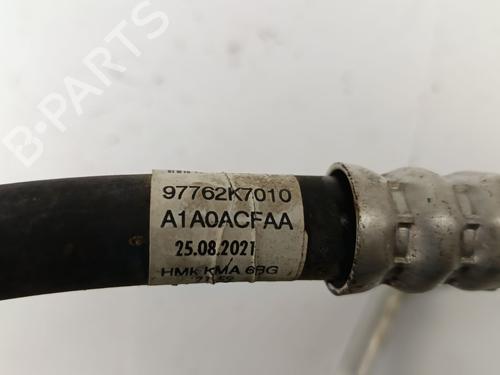 B-Parts
97762K7010
A1A0ACFAA
25.08.2021
HMK KMA 6BG